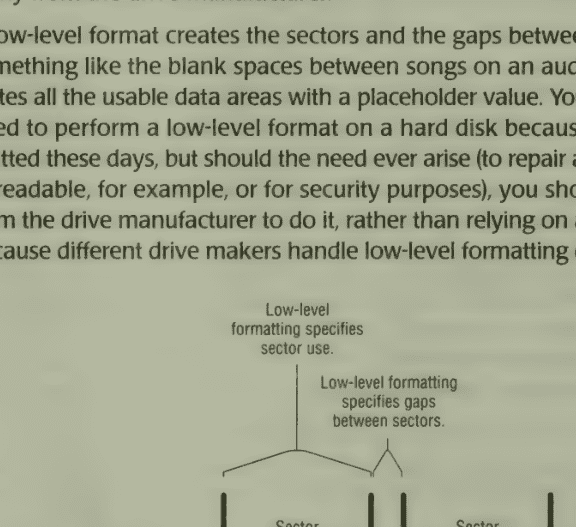 ow-level format creates the sectors and the gaps betwee
mething like the blank spaces between songs on an aud
tes all the usable data areas with a placeholder value. Yo
ed to perform a low-level format on a hard disk becaus
tted these days, but should the need ever arise (to repair a
readable, for example, or for security purposes), you sho
m the drive manufacturer to do it, rather than relying on a
cause different drive makers handle low-level formatting
Low-level
formatting specifies
sector use.
Low-level formatting
specifies gaps
between sectors.
Sector
Sector